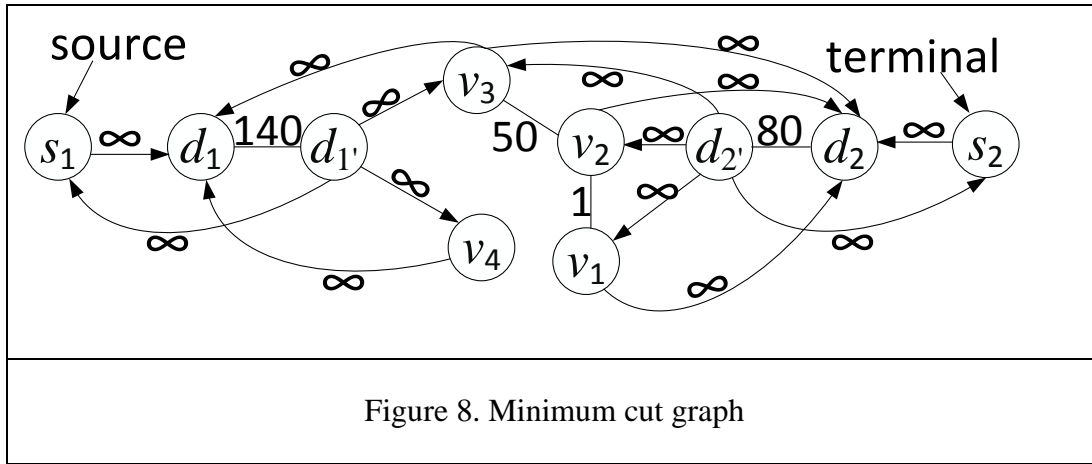 source
terminal
∞
∞
v3
∞
∞
∞
s1
∞
d1
140
d1'
50
v2
∞
d2'
80
d2
∞
s2
∞
∞
1
∞
v4
v1
∞
∞
∞
Figure 8. Minimum cut graph